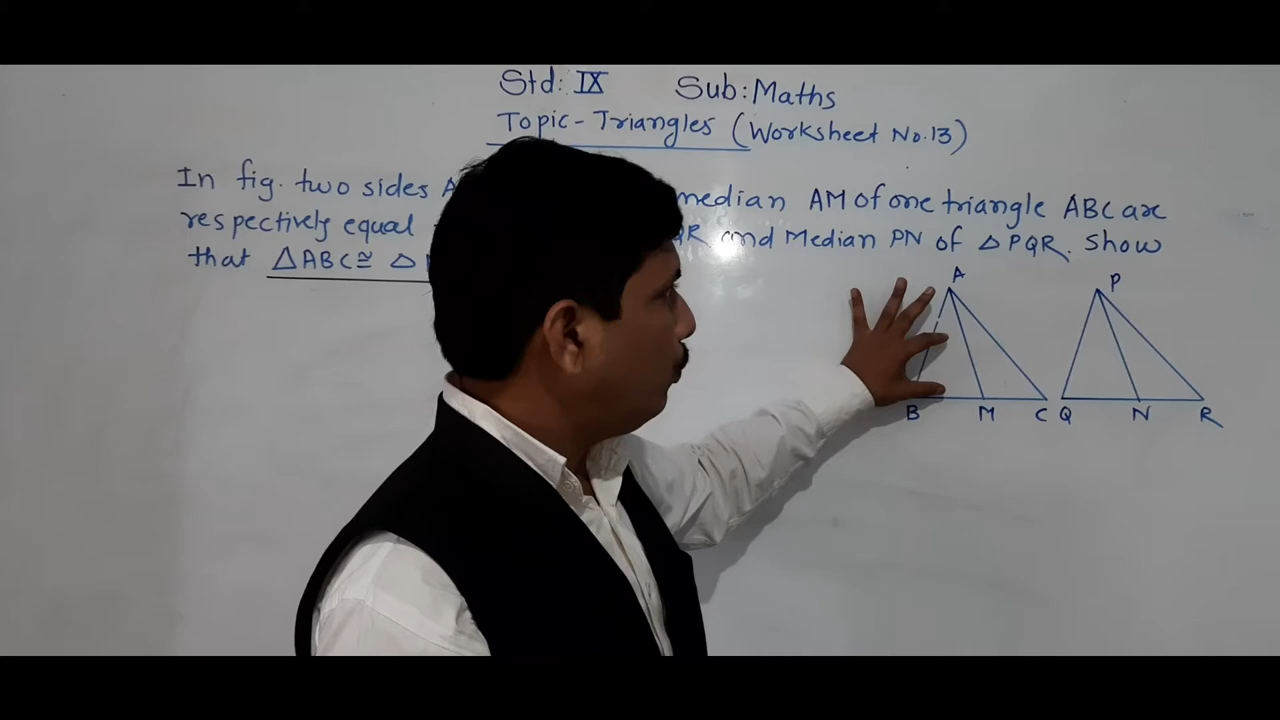 Std: IX Sub: Maths
Topic - Triangles (Worksheet No.13)
In fig. two sides median AM of one triangle ABC are
respectively equal and Median PN of △PQR. Show
that △ABC ≅ △
A P
B M C Q N R